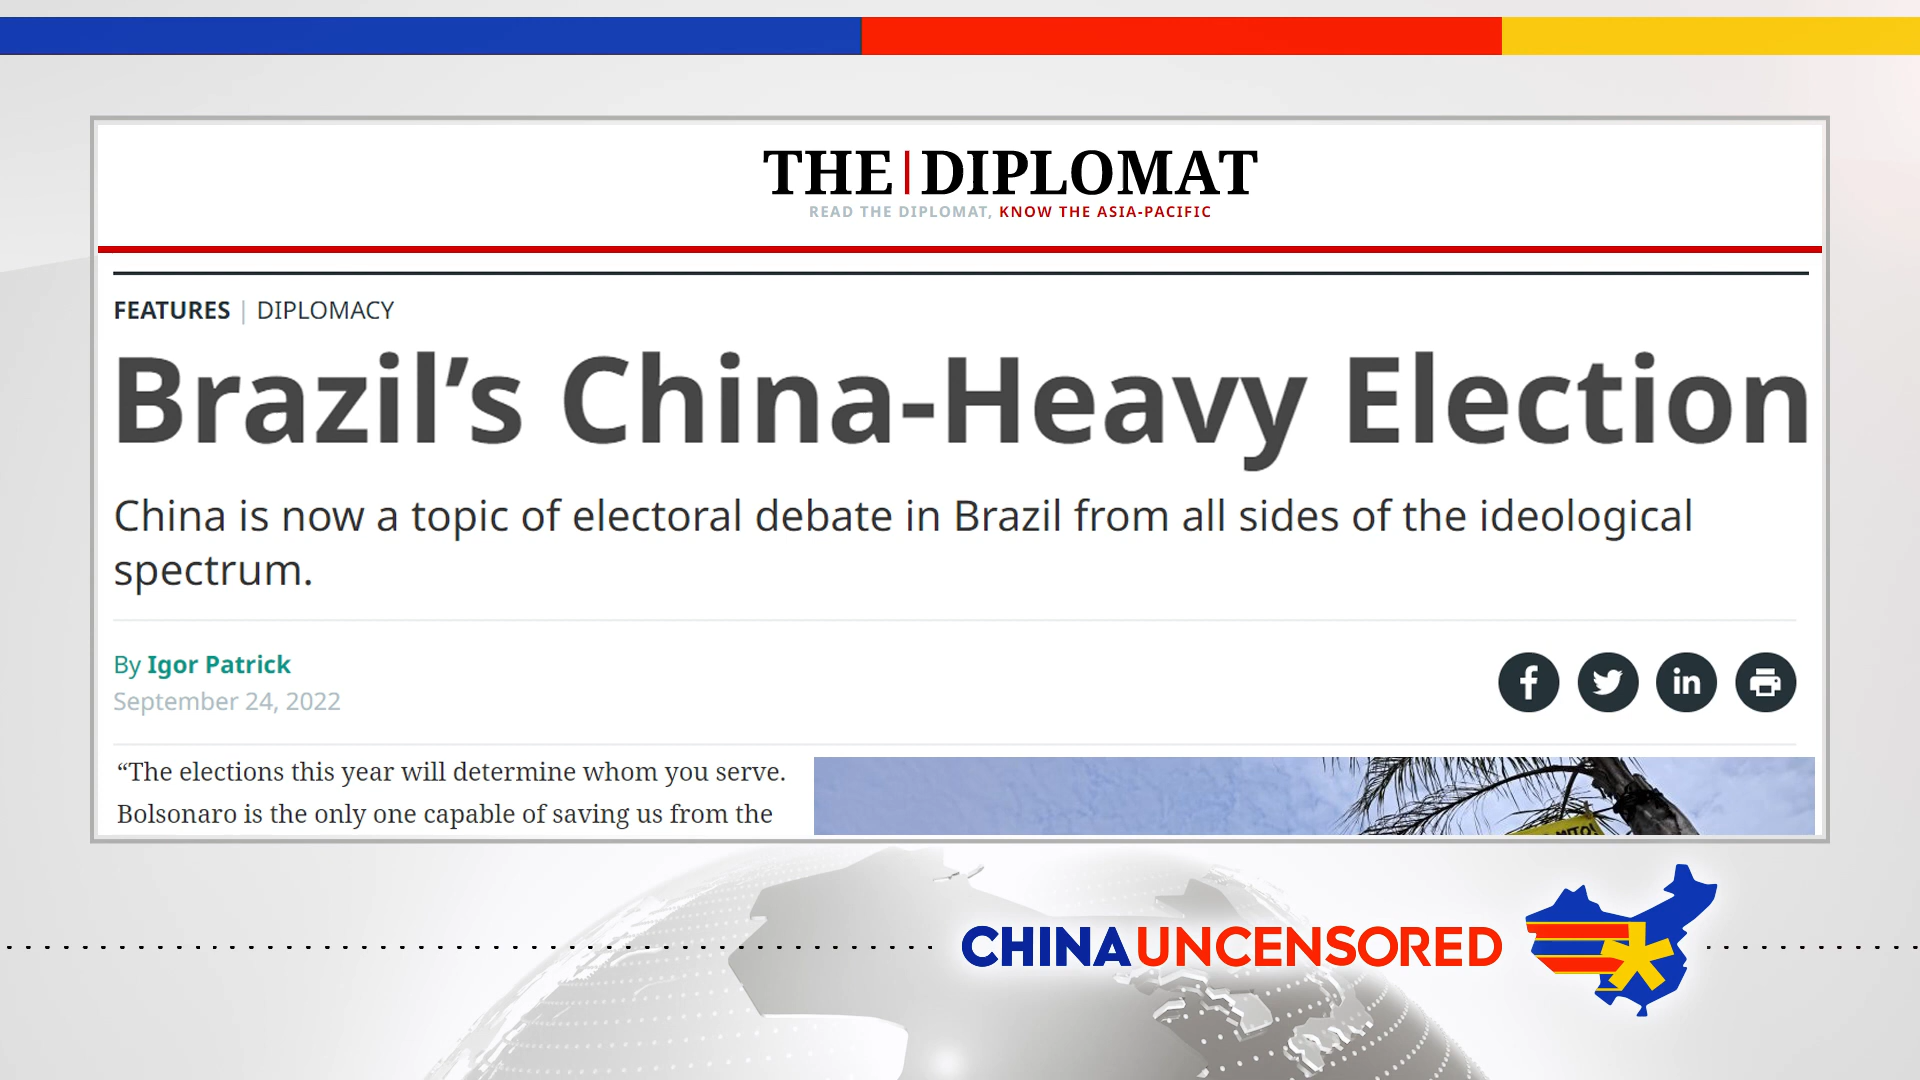 THE|DIPLOMAT
READ THE DIPLOMAT, KNOW THE ASIA-PACIFIC
FEATURES | DIPLOMACY
Brazil’s China-Heavy Election
China is now a topic of electoral debate in Brazil from all sides of the ideological
spectrum.
By Igor Patrick
September 24, 2022
“The elections this year will determine whom you serve.
Bolsonaro is the only one capable of saving us from the
MITO!
CHINA UNCENSORED